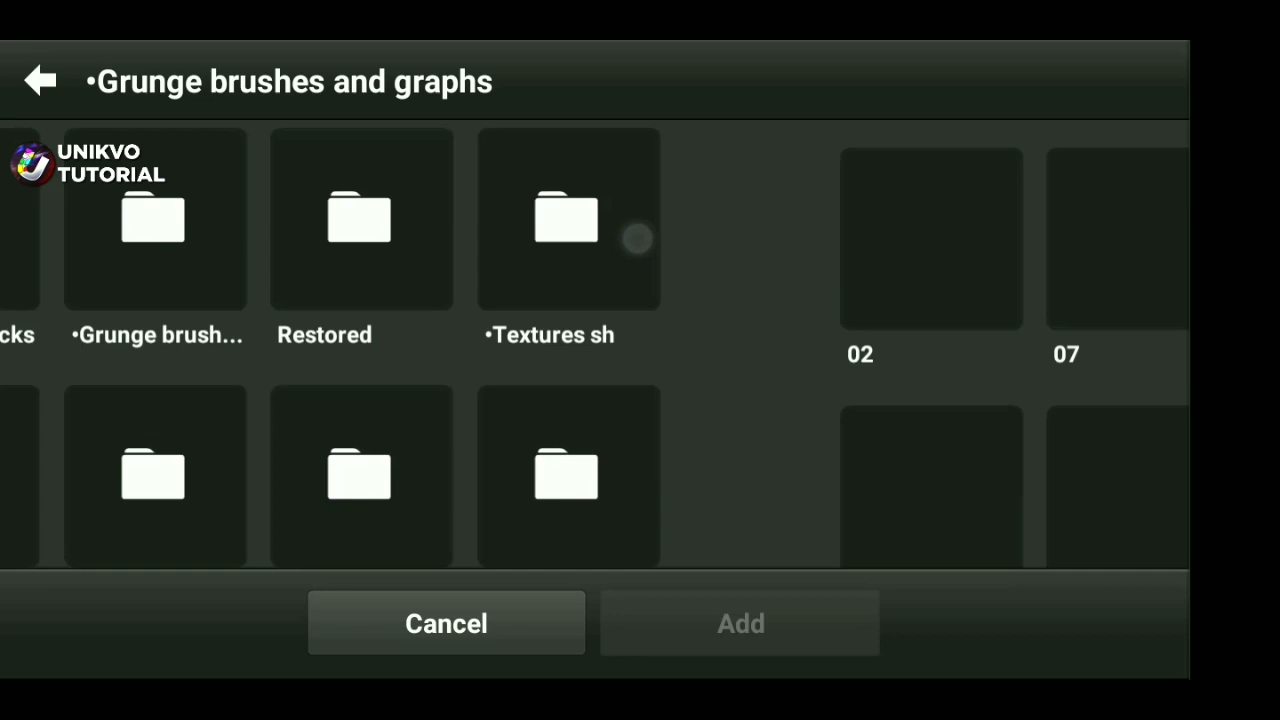 •Grunge brushes and graphs
UNIKVO
TUTORIAL
cks
•Grunge brush...
Restored
•Textures sh
02
07
Cancel
Add